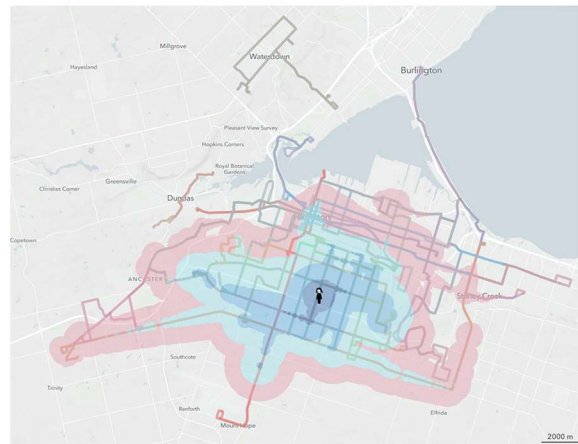 Millgrove
Waterdown
Hayesland
Burlington
Pleasant View Survey
Hopkins Corners
Royal Botanical
Gardens
Greensville
Christies Corner
Dundas
Copetown
ANCASTER
Stoney Creek
Southcote
Trinity
Renforth
Elfrida
Mount Hope
2000 m